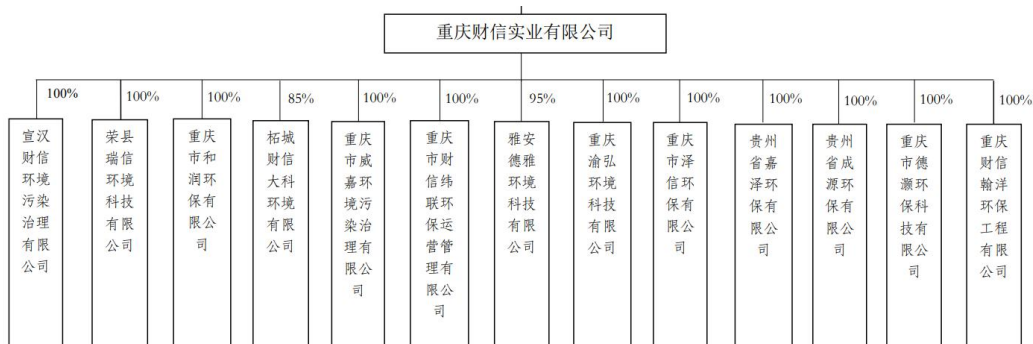 重庆财信实业有限公司
100%
宣汉
财信
环境
污染
治理
有限
公司
100%
荣县
瑞信
环境
科技
有限
公司
100%
重庆
市和
润环
保有
限公
司
85%
柘城
财信
大科
环境
有限
公司
100%
重庆
市威
嘉环
境污
染治
理有
限公
司
100%
重庆
市财
信纬
联环
保运
营管
理有
限公
司
95%
雅安
德雅
环境
科技
有限
公司
100%
重庆
渝弘
环境
科技
有限
公司
100%
重庆
市泽
信环
保有
限公
司
100%
贵州
省嘉
泽环
保有
限公
司
100%
贵州
省成
源环
保有
限公
司
100%
重庆
市德
灏环
保科
技有
限公
司
100%
重庆
财信
翰洋
环保
工程
有限
公司